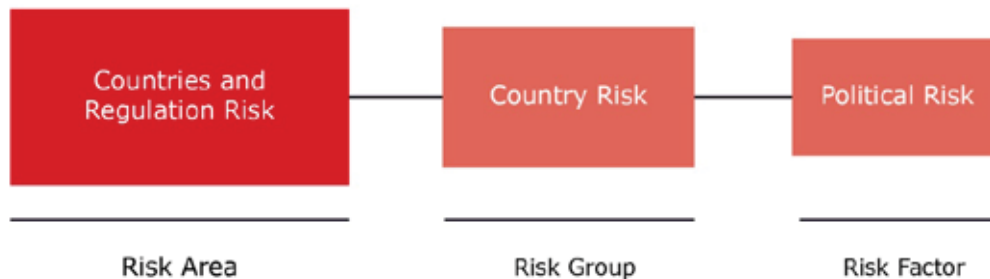 Countries and
Regulation Risk
Country Risk
Political Risk
Risk Area
Risk Group
Risk Factor